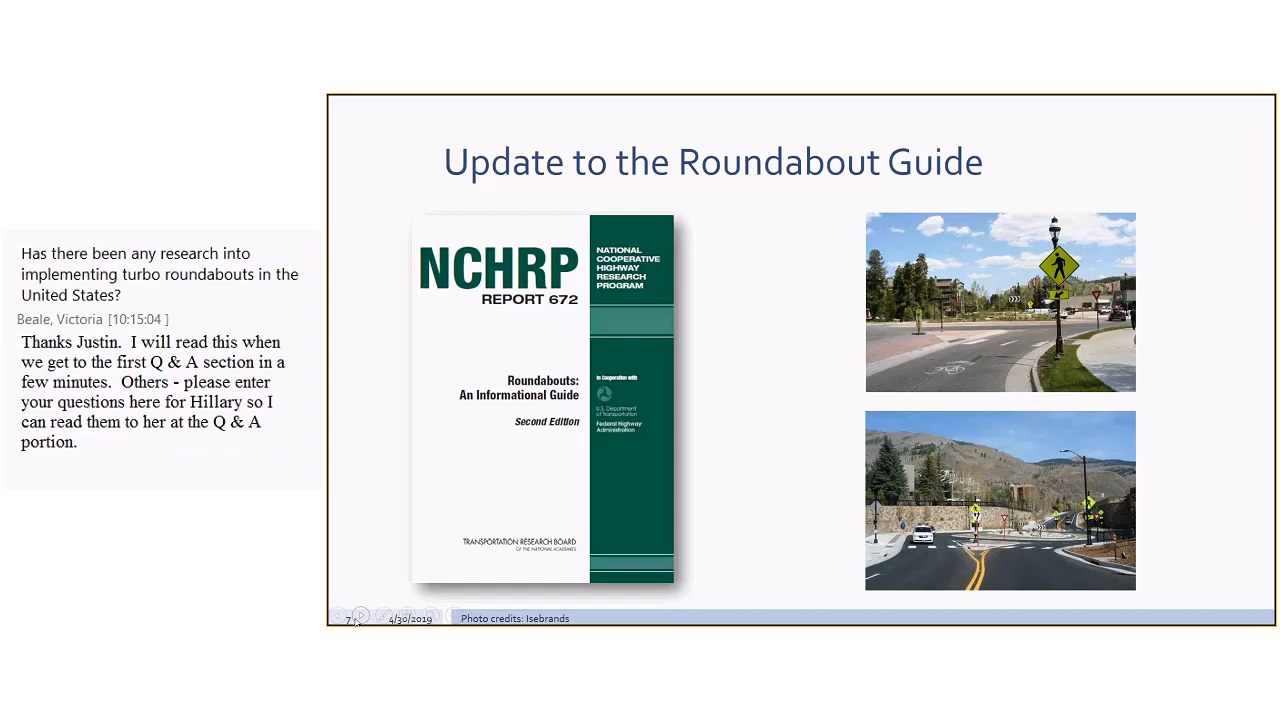 Has there been any research into
implementing turbo roundabouts in the
United States?
Beale, Victoria [10:15:04 ]
Thanks Justin.  I will read this when
we get to the first Q & A section in a
few minutes.  Others - please enter
your questions here for Hillary so I
can read them to her at the Q & A
portion.
Update to the Roundabout Guide
NCHRP
REPORT 672
NATIONAL
COOPERATIVE
HIGHWAY
RESEARCH
PROGRAM
Roundabouts:
An Informational Guide
Second Edition
In Cooperation with
U.S. Department
of Transportation
Federal Highway
Administration
TRANSPORTATION RESEARCH BOARD
OF THE NATIONAL ACADEMIES
7
4/30/2019
Photo credits: Isebrands